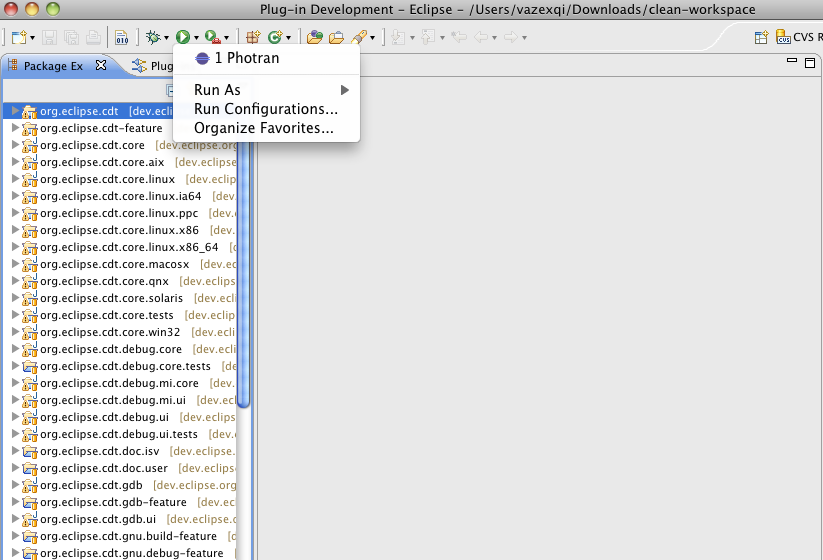 Plug-in Development - Eclipse - /Users/vazexqi/Downloads/clean-workspace
CVS R
Package Ex Plug
1 Photran
Run As
Run Configurations...
Organize Favorites...
org.eclipse.cdt [dev.ecli
org.eclipse.cdt-feature
org.eclipse.cdt.core [dev.eclipse.org
org.eclipse.cdt.core.aix [dev.eclipse
org.eclipse.cdt.core.linux [dev.eclip
org.eclipse.cdt.core.linux.ia64 [dev.
org.eclipse.cdt.core.linux.ppc [dev.
org.eclipse.cdt.core.linux.x86 [dev.
org.eclipse.cdt.core.linux.x86_64 [d
org.eclipse.cdt.core.macosx [dev.ec
org.eclipse.cdt.core.qnx [dev.eclips
org.eclipse.cdt.core.solaris [dev.ecl
org.eclipse.cdt.core.tests [dev.eclip
org.eclipse.cdt.core.win32 [dev.ecl
org.eclipse.cdt.debug.core [dev.ecli
org.eclipse.cdt.debug.core.tests [d
org.eclipse.cdt.debug.mi.core [dev.
org.eclipse.cdt.debug.mi.ui [dev.ecl
org.eclipse.cdt.debug.ui [dev.eclips
org.eclipse.cdt.debug.ui.tests [dev.
org.eclipse.cdt.doc.isv [dev.eclipse.
org.eclipse.cdt.doc.user [dev.eclips
org.eclipse.cdt.gdb [dev.eclipse.org
org.eclipse.cdt.gdb-feature [dev.ec
org.eclipse.cdt.gdb.ui [dev.eclipse.o
org.eclipse.cdt.gnu.build-feature [d
org.eclipse.cdt.gnu.debug-feature